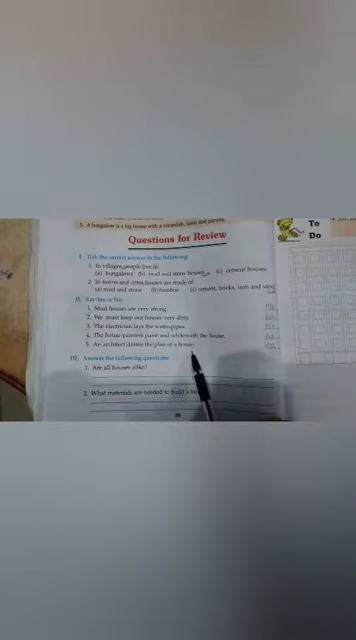 5. A bungalow is a big house with a verandah, lawn and garden.
Questions for Review
To
Do
I. Tick the correct answer in the following:
1. In villages, people live in
(a) bungalows (b) mud and straw houses (c) cement houses
2. In towns and cities, houses are made of
(a) mud and straw (b) bamboo (c) cement, bricks, iron and sand
II. Say Yes or No:
1. Mud houses are very strong.
2. We must keep our houses very dirty.
3. The electrician lays the water-pipes.
4. The house-painters paint and whitewash the house.
5. An architect draws the plan of a house.
III. Answer the following questions:
1. Are all houses alike?
2. What materials are needed to build a